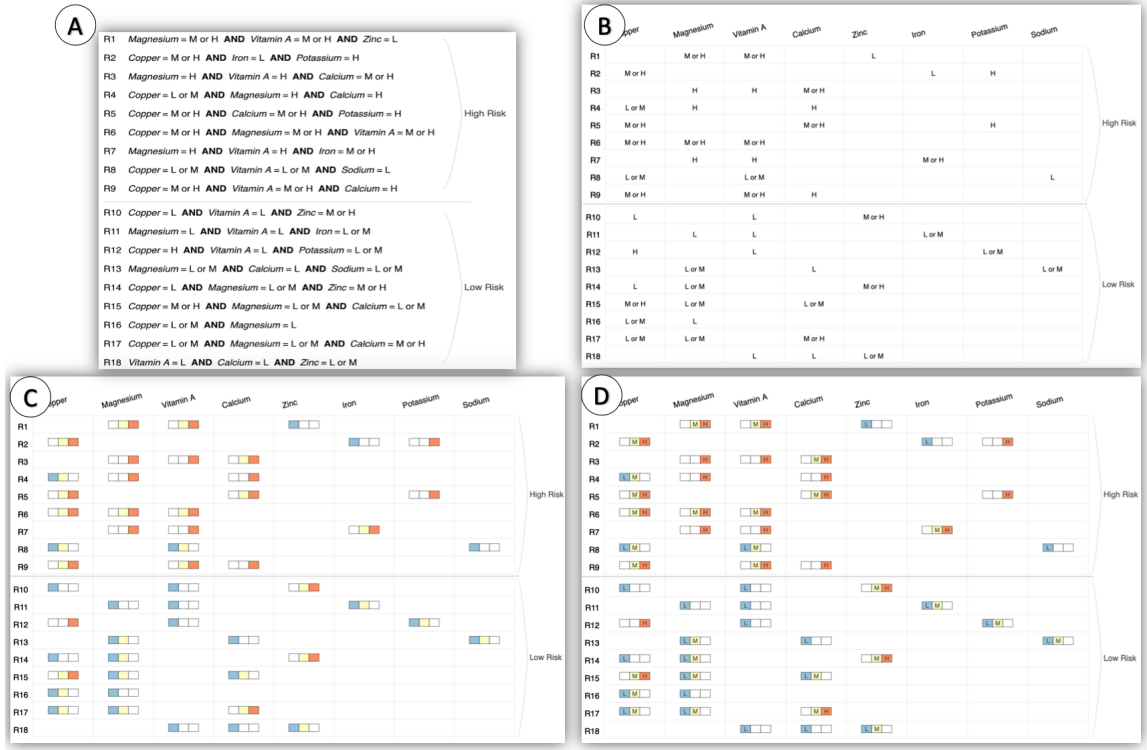 A
R1 Magnesium = M or H AND Vitamin A = M or H AND Zinc = L
R2 Copper = M or H AND Iron = L AND Potassium = H
R3 Magnesium = H AND Vitamin A = H AND Calcium = M or H
R4 Copper = L or M AND Magnesium = H AND Calcium = H
R5 Copper = M or H AND Calcium = M or H AND Potassium = H
R6 Copper = M or H AND Magnesium = M or H AND Vitamin A = M or H
R7 Magnesium = H AND Vitamin A = H AND Iron = M or H
R8 Copper = L or M AND Vitamin A = L or M AND Sodium = L
R9 Copper = M or H AND Vitamin A = M or H AND Calcium = H
High Risk
R10 Copper = L AND Vitamin A = L AND Zinc = M or H
R11 Magnesium = L AND Vitamin A = L AND Iron = L or M
R12 Copper = H AND Vitamin A = L AND Potassium = L or M
R13 Magnesium = L or M AND Calcium = L AND Sodium = L or M
R14 Copper = L AND Magnesium = L or M AND Zinc = M or H
R15 Copper = M or H AND Magnesium = L or M AND Calcium = L or M
R16 Copper = L or M AND Magnesium = L
R17 Copper = L or M AND Magnesium = L or M AND Calcium = M or H
R18 Vitamin A = L AND Calcium = L AND Zinc = L or M
Low Risk
B
opper Magnesium Vitamin A Calcium Zinc Iron Potassium Sodium
R1 M or H M or H L
R2 M or H L H
R3 H H M or H
R4 L or M H H
R5 M or H M or H H
R6 M or H M or H M or H
R7 H H M or H
R8 L or M L or M L
R9 M or H M or H H
High Risk
R10 L L M or H
R11 L L L or M
R12 H L L or M
R13 L or M L L or M
R14 L L or M M or H
R15 M or H L or M L or M
R16 L or M L
R17 L or M L or M M or H
R18 L L L or M
Low Risk
C
opper Magnesium Vitamin A Calcium Zinc Iron Potassium Sodium
R1
R2
R3
R4
R5
R6
R7
R8
R9
High Risk
R10
R11
R12
R13
R14
R15
R16
R17
R18
Low Risk
D
opper Magnesium Vitamin A Calcium Zinc Iron Potassium Sodium
R1 M H M H L
R2 M H L H
R3 H H M H
R4 L M H H
R5 M H M H H
R6 M H M H M H
R7 H H M H
R8 L M L M L
R9 M H M H H
High Risk
R10 L L M H
R11 L L L M
R12 H L L M
R13 L M L L M
R14 L L M M H
R15 M H L M L M
R16 L M L
R17 L M L M M H
R18 L L L M
Low Risk